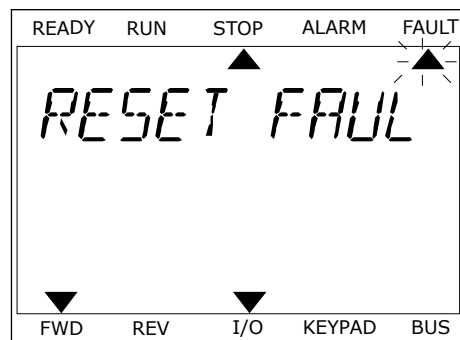 READY RUN STOP ALARM FAULT
RESET FAUL
FWD REV I/O KEYPAD BUS